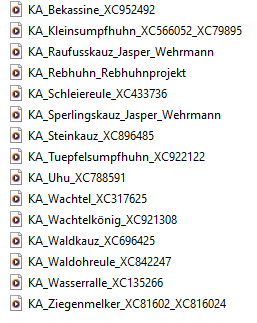 KA_Bekassine_XC952492
KA_Kleinsumpfhuhn_XC566052_XC79895
KA_Raufusskauz_Jasper_Wehrmann
KA_Rebhuhn_Rebhuhnprojekt
KA_Schleiereule_XC433736
KA_Sperlingskauz_Jasper_Wehrmann
KA_Steinkauz_XC896485
KA_Tuepfelsumpfhuhn_XC922122
KA_Uhu_XC788591
KA_Wachtel_XC317625
KA_Wachtelkönig_XC921308
KA_Waldkauz_XC696425
KA_Waldohreule_XC842247
KA_Wasserralle_XC135266
KA_Ziegenmelker_XC81602_XC816024